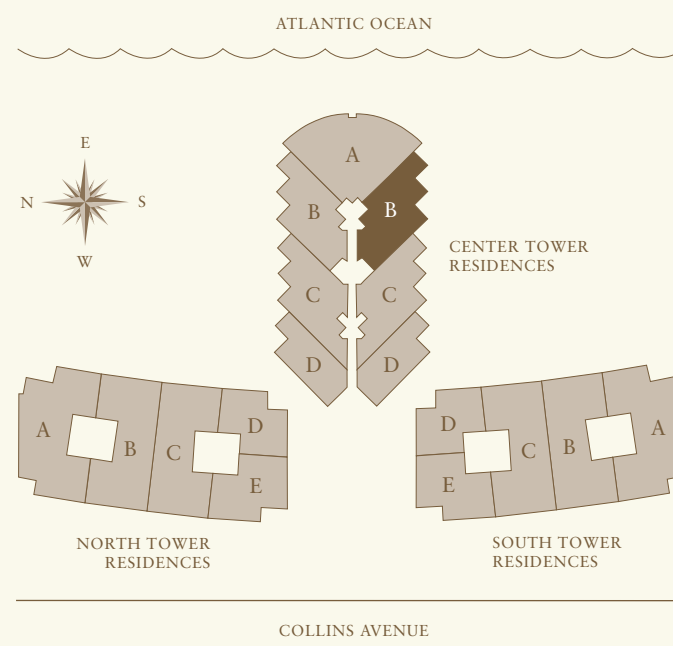 ATLANTIC OCEAN
E
N
S
W
A
B
B
C
C
D
D
CENTER TOWER
RESIDENCES
A
B
C
D
E
NORTH TOWER
RESIDENCES
D
E
C
B
A
SOUTH TOWER
RESIDENCES
COLLINS AVENUE